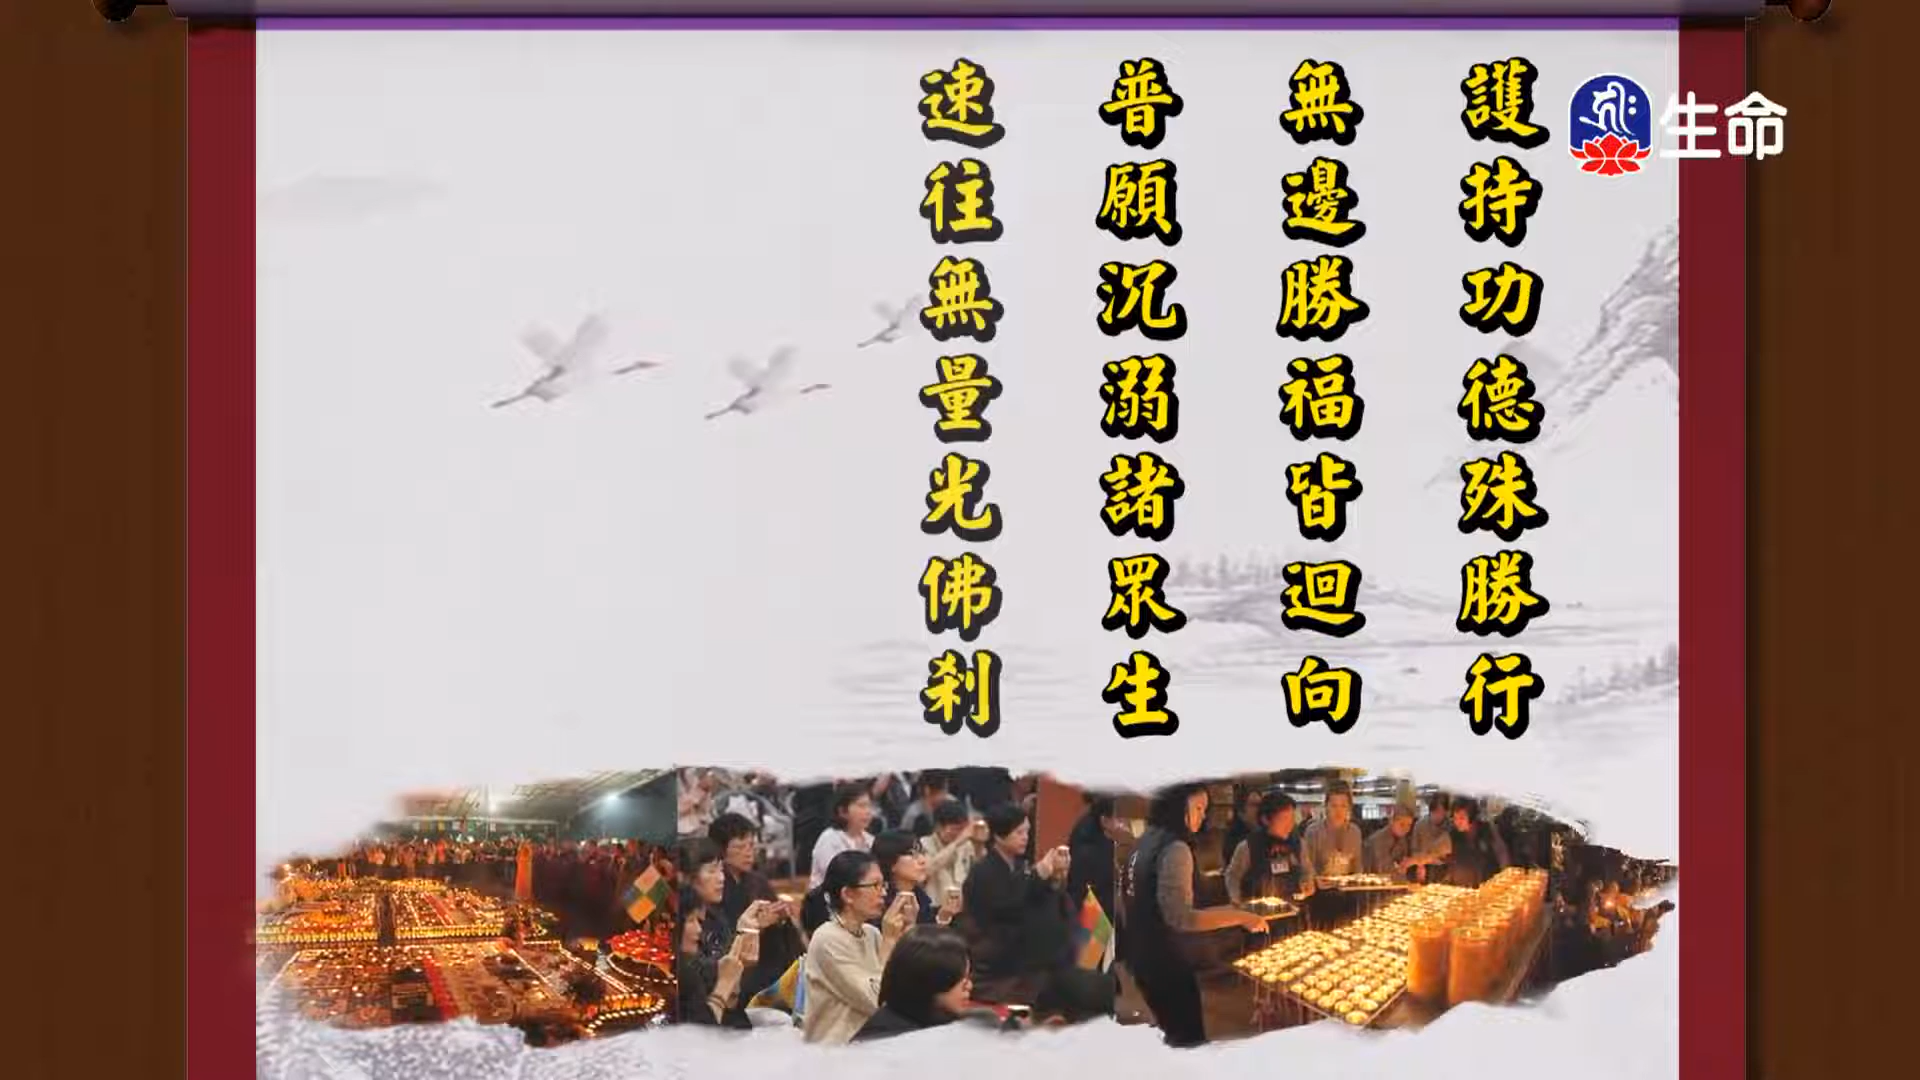 護持功德殊勝行
無邊勝福皆迴向
普願沉溺諸眾生
速往無量光佛剎
生命